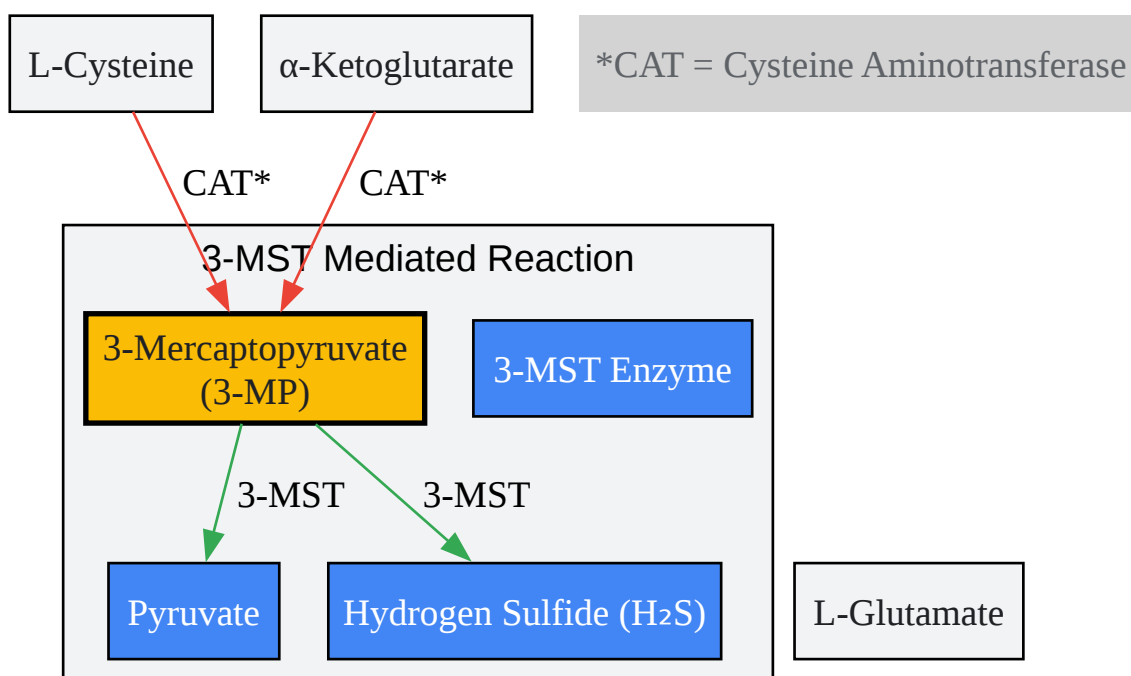 L-Cysteine
α-Ketoglutarate
*CAT = Cysteine Aminotransferase
CAT*
CAT*
3-MST Mediated Reaction
3-Mercaptopyruvate
(3-MP)
3-MST Enzyme
3-MST
3-MST
Pyruvate
Hydrogen Sulfide (H₂S)
L-Glutamate